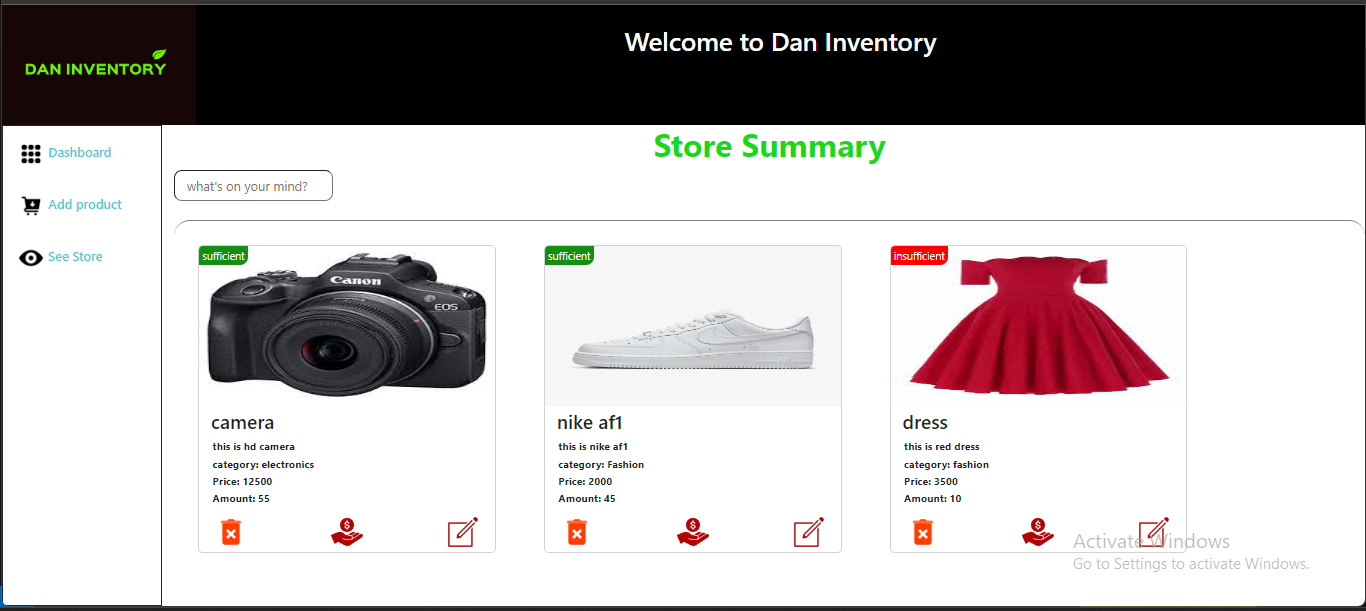 DAN INVENTORY
Welcome to Dan Inventory
Dashboard
Add product
See Store
Store Summary
what's on your mind?
sufficient
Canon
EOS
camera
this is hd camera
category: electronics
Price: 12500
Amount: 55
sufficient
nike af1
this is nike af1
category: Fashion
Price: 2000
Amount: 45
insufficient
dress
this is red dress
category: fashion
Price: 3500
Amount: 10
Activate Windows
Go to Settings to activate Windows.